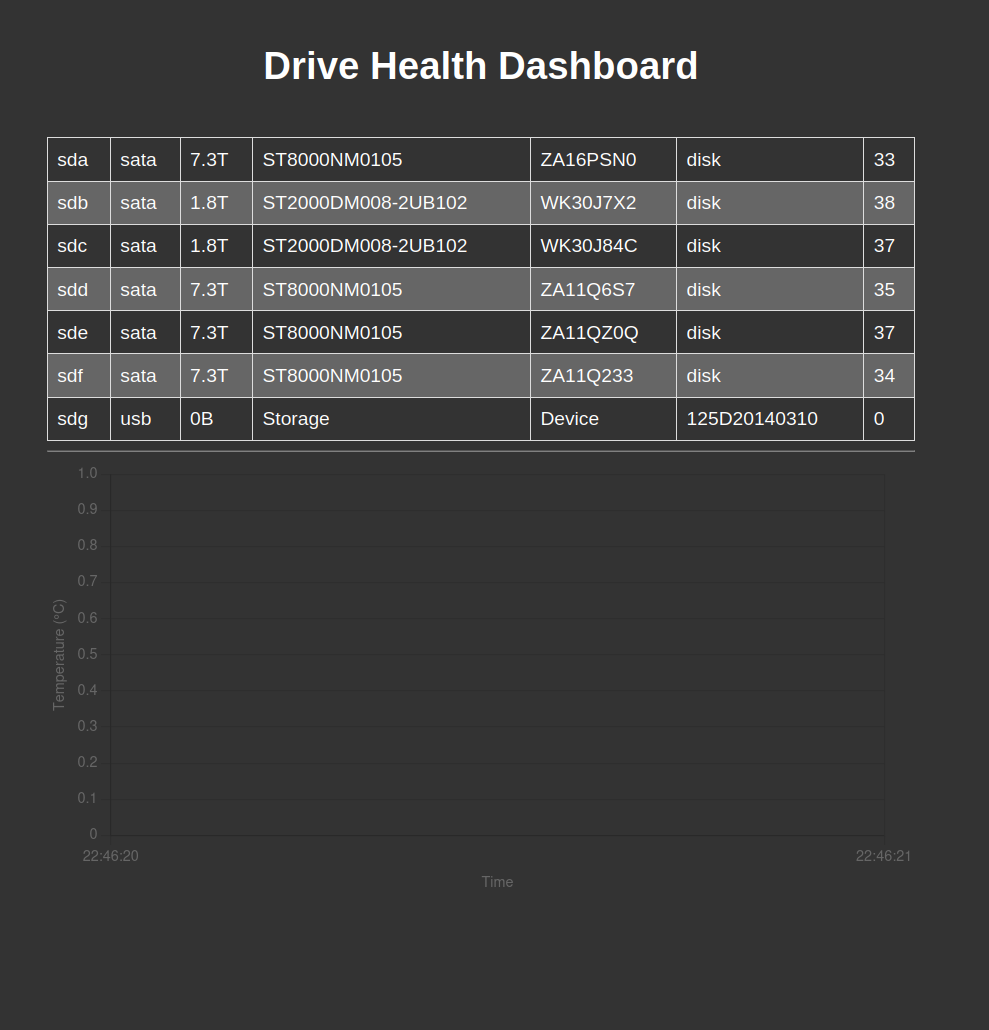 Drive Health Dashboard
sda sata 7.3T ST8000NM0105 ZA16PSN0 disk 33
sdb sata 1.8T ST2000DM008-2UB102 WK30J7X2 disk 38
sdc sata 1.8T ST2000DM008-2UB102 WK30J84C disk 37
sdd sata 7.3T ST8000NM0105 ZA11Q6S7 disk 35
sde sata 7.3T ST8000NM0105 ZA11QZ0Q disk 37
sdf sata 7.3T ST8000NM0105 ZA11Q233 disk 34
sdg usb 0B Storage Device 125D20140310 0
1.0
0.9
0.8
0.7
0.6
0.5
0.4
0.3
0.2
0.1
0
Temperature (°C)
22:46:20 22:46:21
Time